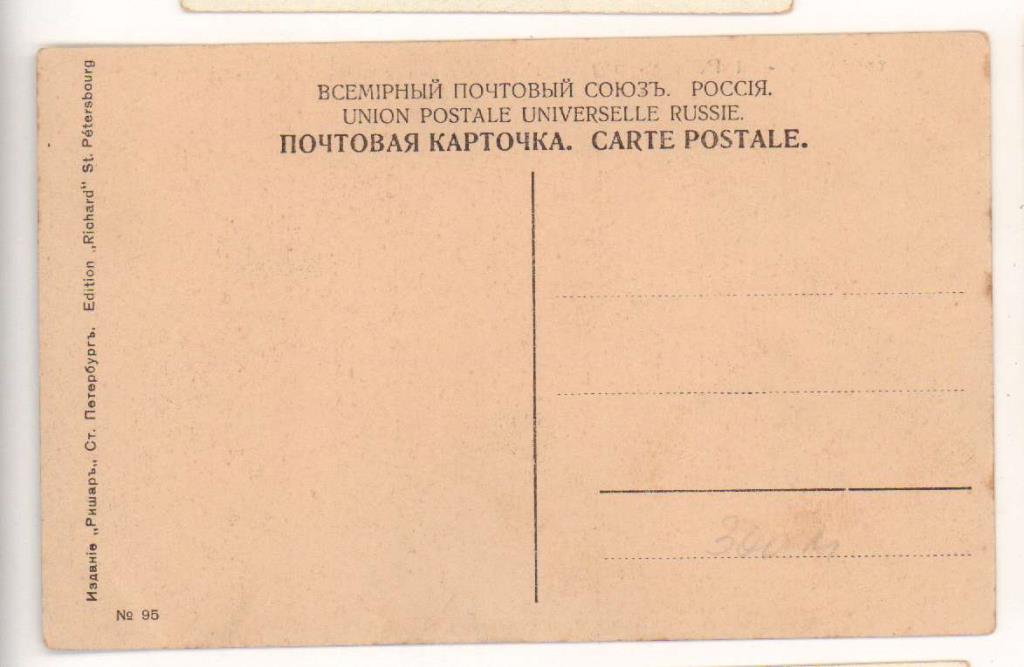 ВСЕМІРНЫЙ ПОЧТОВЫЙ СОЮЗЪ. РОССІЯ.
UNION POSTALE UNIVERSELLE RUSSIE.
ПОЧТОВАЯ КАРТОЧКА. CARTE POSTALE.
Изданіе „Ришаръ„ Ст. Петербургъ. Edition „Richard" St. Pétersbourg
№ 95